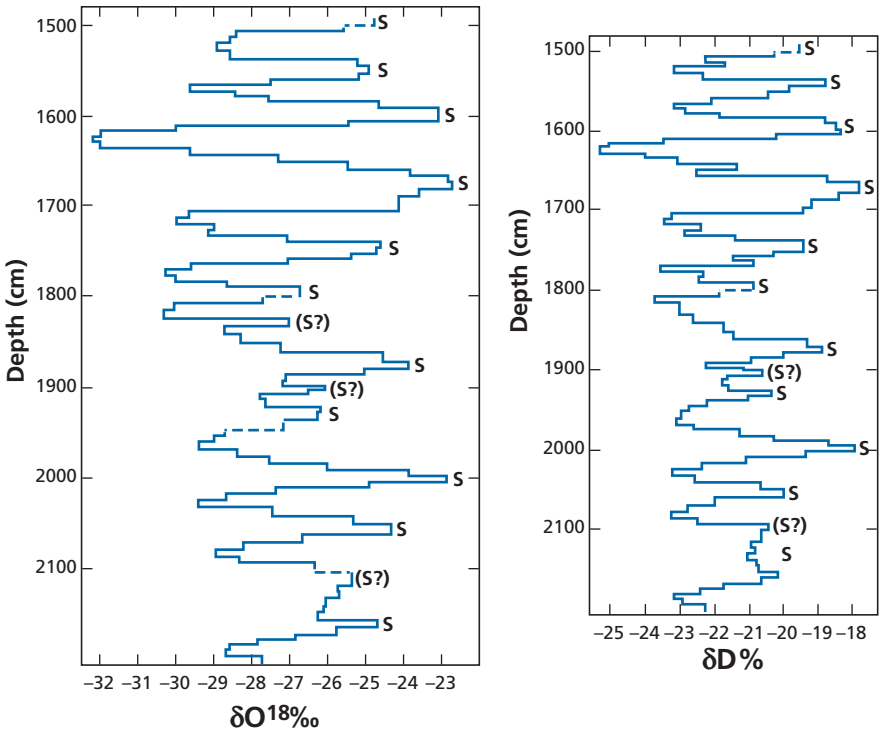 1500
1600
1700
1800
1900
2000
2100
Depth (cm)
S
S
S
S
S
S
(S?)
S
(S?)
S
S
S
(S?)
S
–32 –31 –30 –29 –28 –27 –26 –25 –24 –23
δO18‰
1500
1600
1700
1800
1900
2000
2100
Depth (cm)
S
S
S
S
S
S
S
(S?)
S
S
S
(S?)
S
–25 –24 –23 –22 –21 –20 –19 –18
δD%